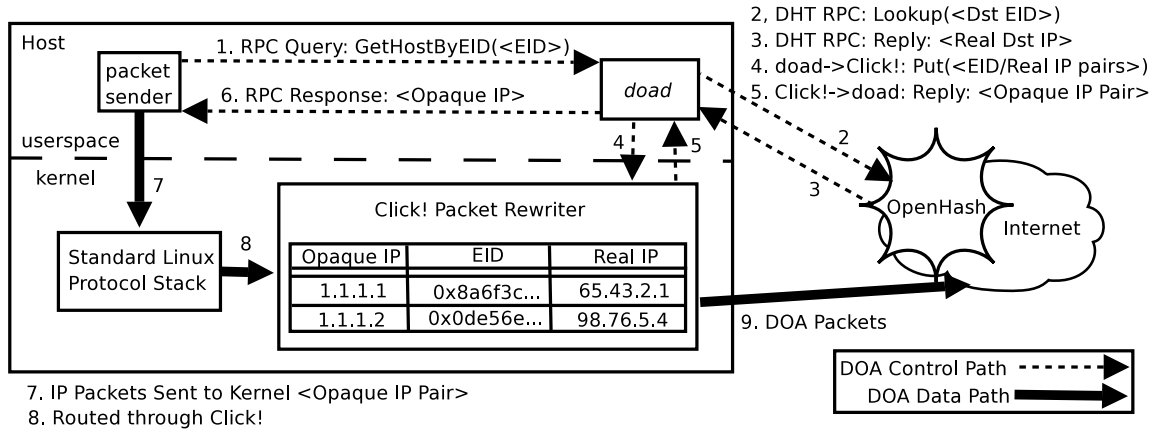 Host
1. RPC Query: GetHostByEID(<EID>)
packet
sender
doad
6. RPC Response: <Opaque IP>
2, DHT RPC: Lookup(<Dst EID>)
3. DHT RPC: Reply: <Real Dst IP>
4. doad->Click!: Put(<EID/Real IP pairs>)
5. Click!->doad: Reply: <Opaque IP Pair>
userspace
kernel
4
5
2
3
7
8
Click! Packet Rewriter
Standard Linux
Protocol Stack
Opaque IP EID Real IP
1.1.1.1 0x8a6f3c... 65.43.2.1
1.1.1.2 0x0de56e... 98.76.5.4
OpenHash
Internet
9. DOA Packets
DOA Control Path
DOA Data Path
7. IP Packets Sent to Kernel <Opaque IP Pair>
8. Routed through Click!